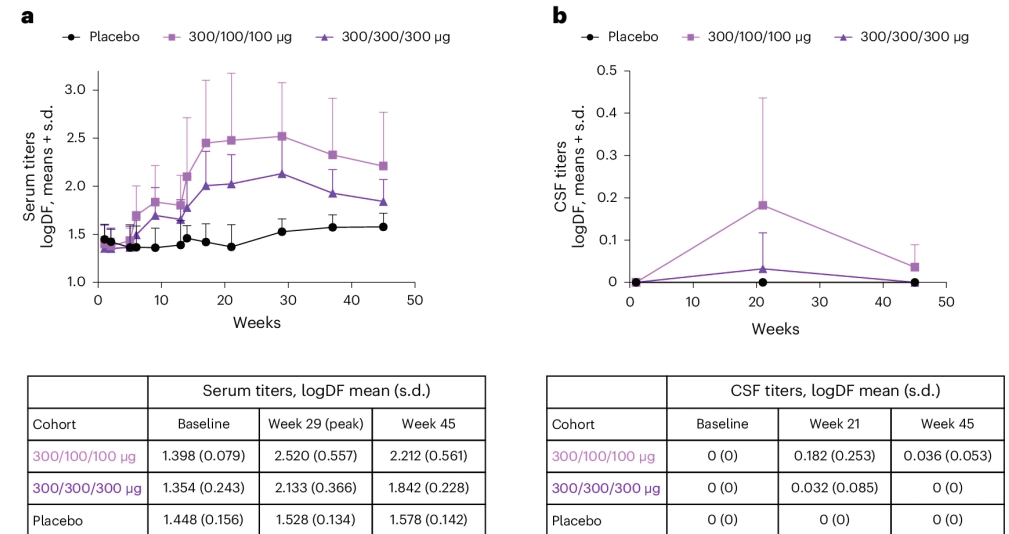 a
Placebo 300/100/100 µg 300/300/300 µg
Serum titers
logDF, means + s.d.
3.0
2.5
2.0
1.5
1.0
0 10 20 30 40 50
Weeks
Serum titers, logDF mean (s.d.)
Cohort Baseline Week 29 (peak) Week 45
300/100/100 µg 1.398 (0.079) 2.520 (0.557) 2.212 (0.561)
300/300/300 µg 1.354 (0.243) 2.133 (0.366) 1.842 (0.228)
Placebo 1.448 (0.156) 1.528 (0.134) 1.578 (0.142)
b
Placebo 300/100/100 µg 300/300/300 µg
CSF titers
logDF, means + s.d.
0.5
0.4
0.3
0.2
0.1
0
0 10 20 30 40 50
Weeks
CSF titers, logDF mean (s.d.)
Cohort Baseline Week 21 Week 45
300/100/100 µg 0 (0) 0.182 (0.253) 0.036 (0.053)
300/300/300 µg 0 (0) 0.032 (0.085) 0 (0)
Placebo 0 (0) 0 (0) 0 (0)